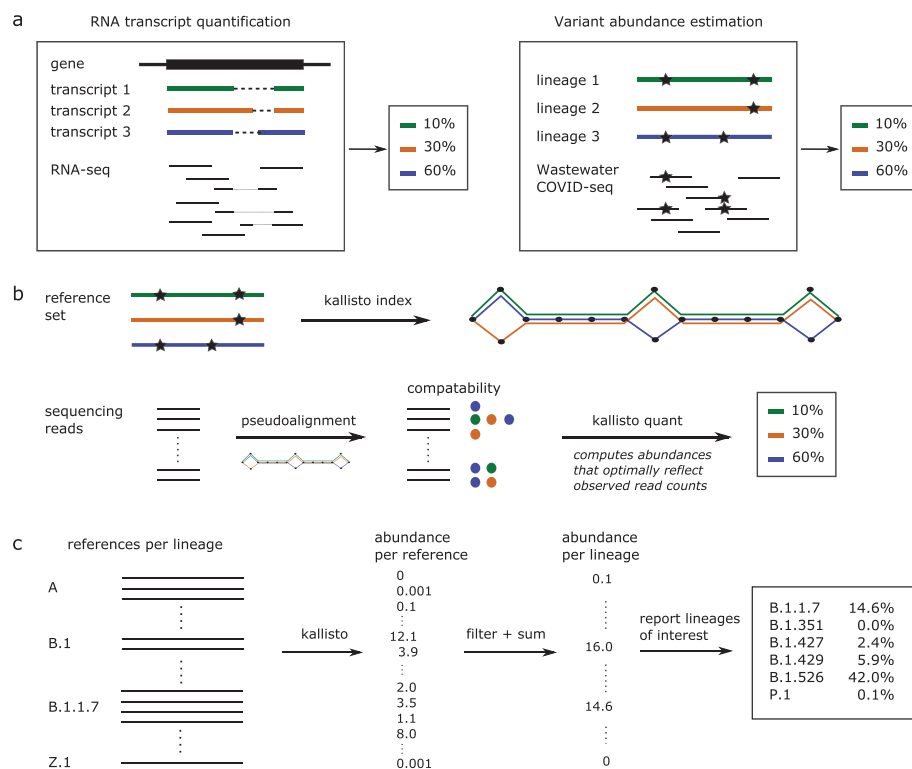 a
RNA transcript quantification
gene
transcript 1
transcript 2
transcript 3
RNA-seq
10%
30%
60%
Variant abundance estimation
lineage 1
lineage 2
lineage 3
Wastewater
COVID-seq
10%
30%
60%
b
reference
set
kallisto index
sequencing
reads
pseudoalignment
compatability
kallisto quant
computes abundances
that optimally reflect
observed read counts
10%
30%
60%
c
references per lineage
A
B.1
B.1.1.7
Z.1
kallisto
abundance
per reference
0
0.001
0.1
12.1
3.9
2.0
3.5
1.1
8.0
0.001
filter + sum
abundance
per lineage
0.1
16.0
14.6
0
report lineages
of interest
B.1.1.7 14.6%
B.1.351 0.0%
B.1.427 2.4%
B.1.429 5.9%
B.1.526 42.0%
P.1 0.1%